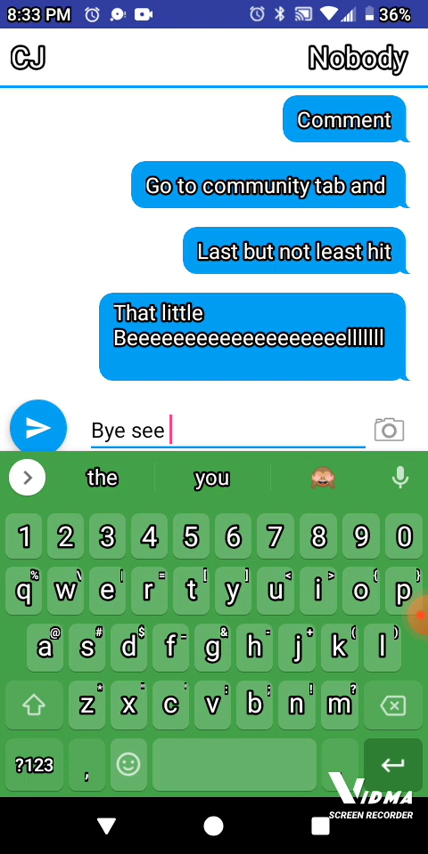 8:33 PM 36%
CJ Nobody
Comment
Go to community tab and
Last but not least hit
That little
Beeeeeeeeeeeeeeeeeeelllllll
Bye see
the you
1 2 3 4 5 6 7 8 9 0
% \ | = [ ] < > { }
q w e r t y u i o p
@ # $ _ & - + ( )
a s d f g h j k l
* " ' : ; ! ?
z x c v b n m
?123 ,
VIDMA
SCREEN RECORDER